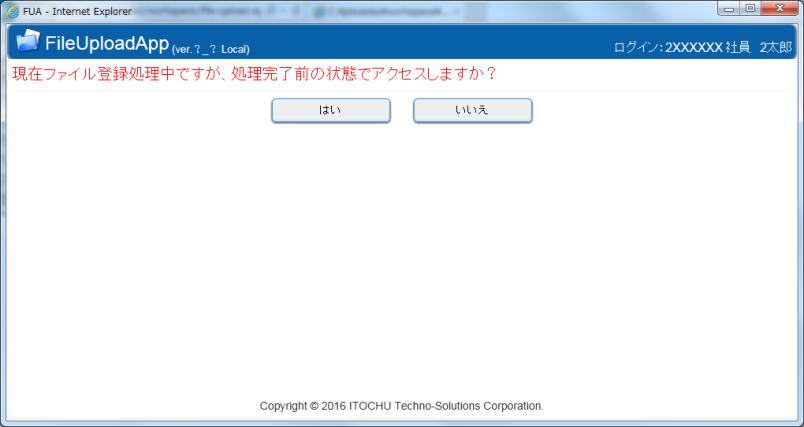 FUA - Internet Explorer
FileUploadApp (ver.?_? Local)
ログイン:2XXXXXX 社員 2太郎
現在ファイル登録処理中ですが、処理完了前の状態でアクセスしますか？
はい
いいえ
Copyright © 2016 ITOCHU Techno-Solutions Corporation.